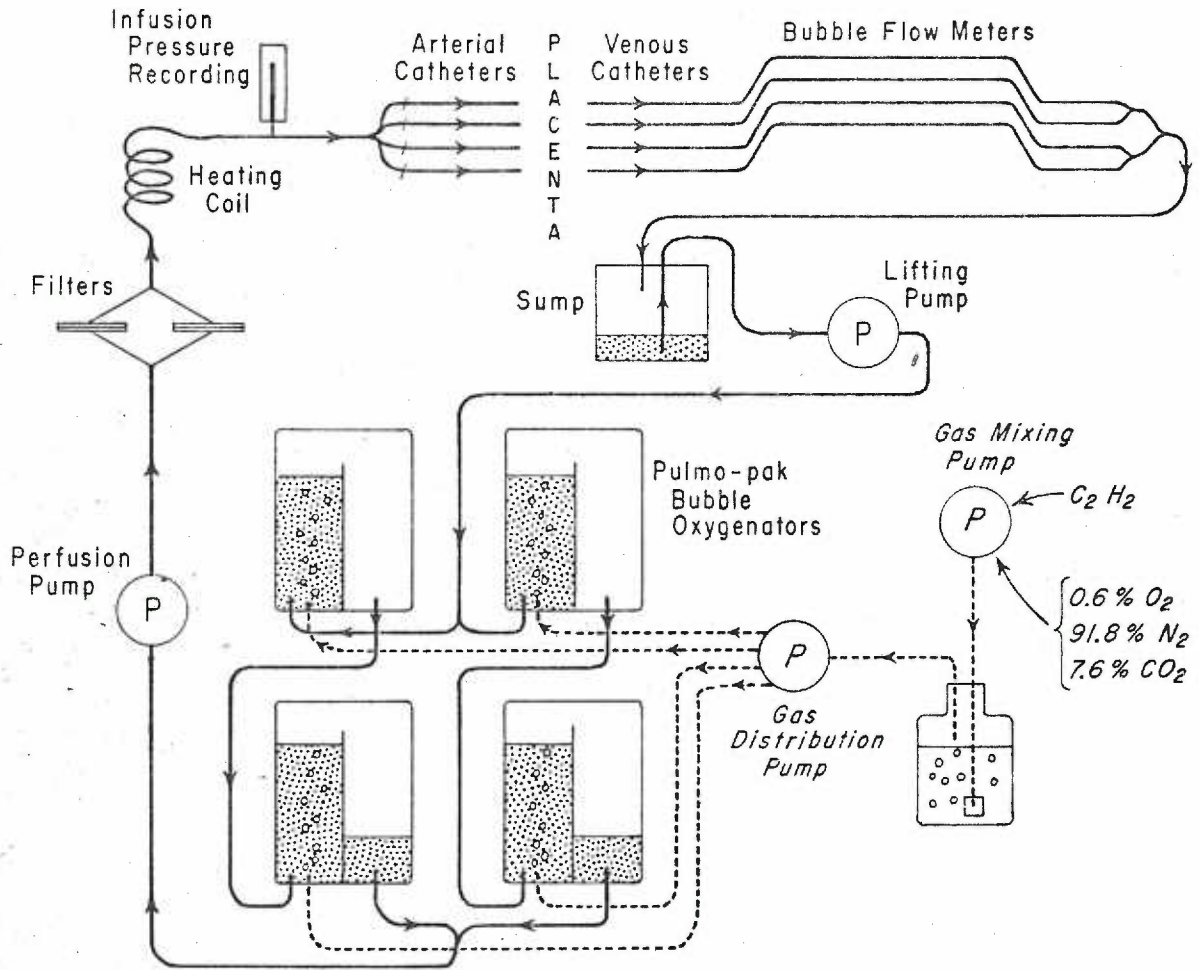 Infusion
Pressure
Recording
Arterial
Catheters
PLACENTA
Venous
Catheters
Bubble Flow Meters
Heating
Coil
Filters
Sump
Lifting
Pump
P
Pulmo-pak
Bubble
Oxygenators
Gas Mixing
Pump
P
C₂ H₂
0.6 % O₂
91.8 % N₂
7.6 % CO₂
Perfusion
Pump
P
P
Gas
Distribution
Pump